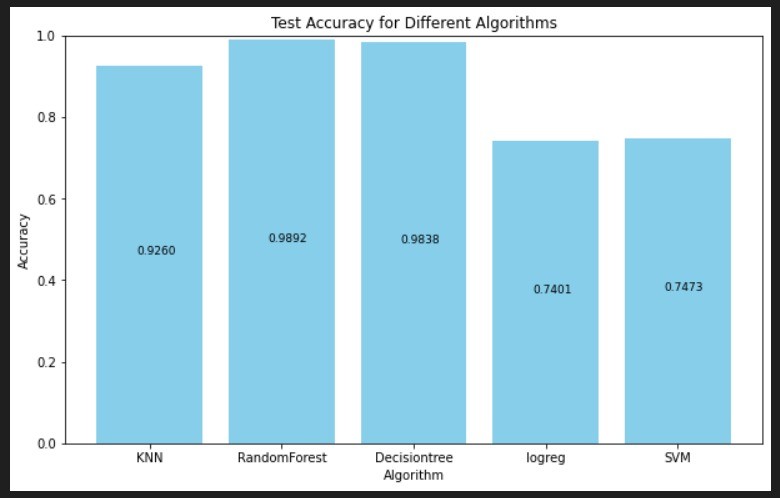 Test Accuracy for Different Algorithms
1.0
0.8
0.6
0.4
0.2
0.0
Accuracy
0.9260
0.9892
0.9838
0.7401
0.7473
KNN RandomForest Decisiontree logreg SVM
Algorithm